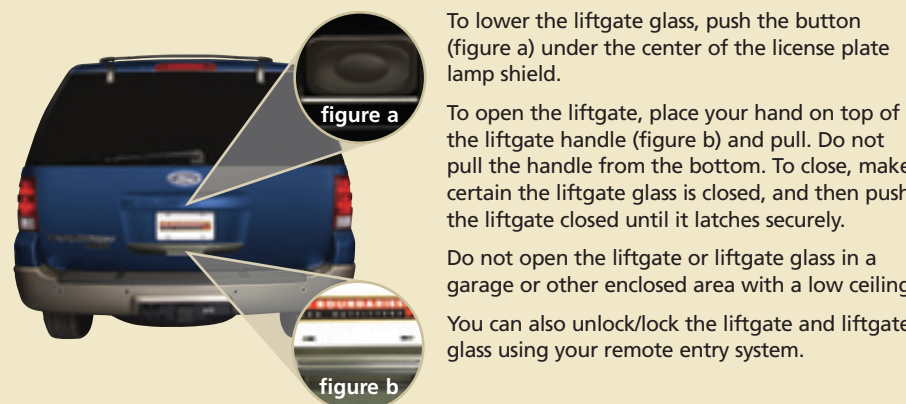 To lower the liftgate glass, push the button
(figure a) under the center of the license plate
lamp shield.
To open the liftgate, place your hand on top of
the liftgate handle (figure b) and pull. Do not
pull the handle from the bottom. To close, make
certain the liftgate glass is closed, and then push
the liftgate closed until it latches securely.
Do not open the liftgate or liftgate glass in a
garage or other enclosed area with a low ceiling
You can also unlock/lock the liftgate and liftgate
glass using your remote entry system.
figure a
Ford
figure b